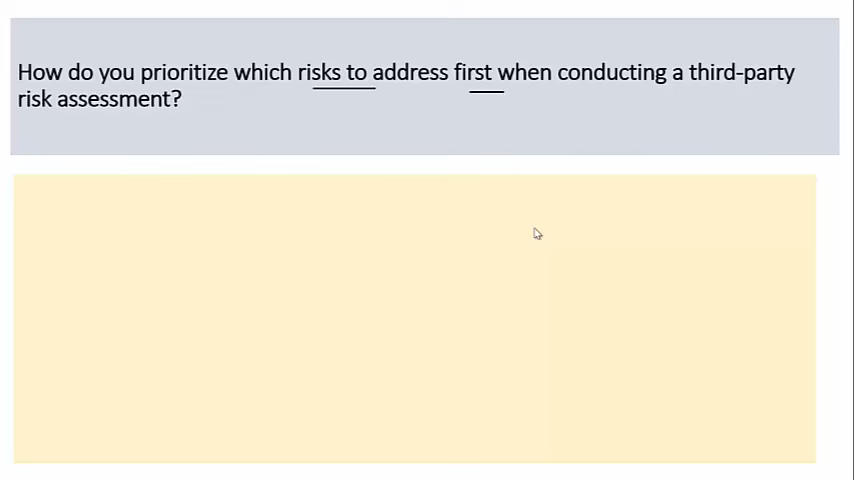 How do you prioritize which risks to address first when conducting a third-party
risk assessment?